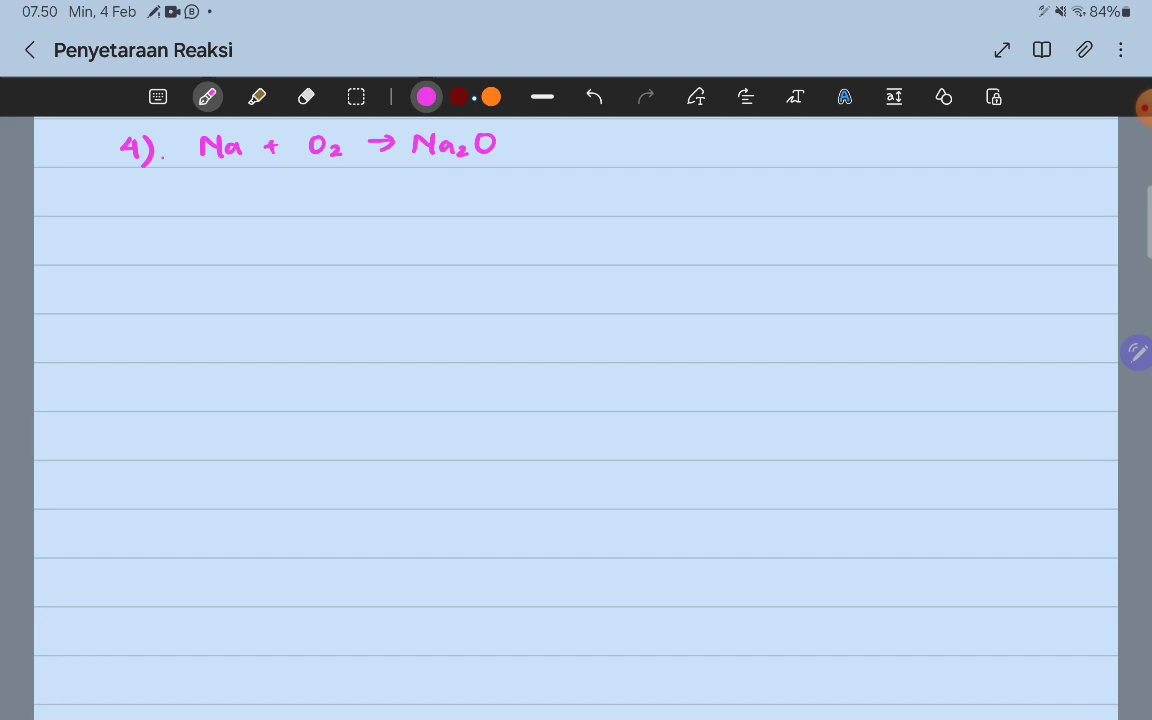 07.50 Min, 4 Feb 84%
Penyetaraan Reaksi
4). Na + O₂ → Na₂O